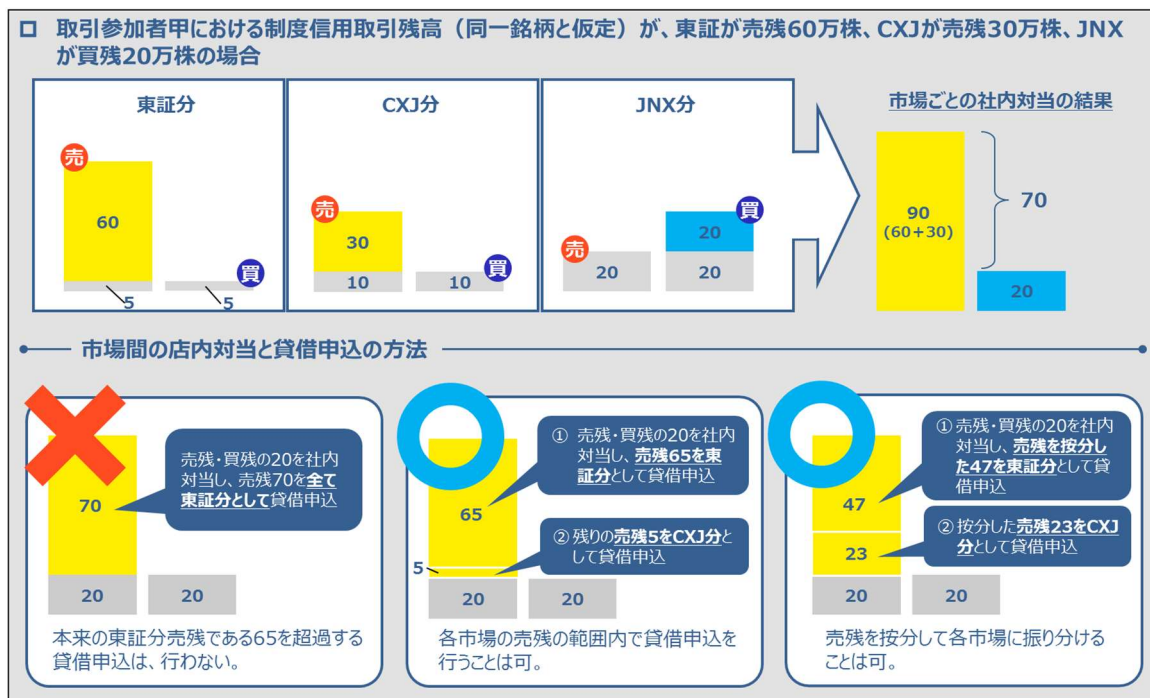 取引参加者甲における制度信用取引残高（同一銘柄と仮定）が、東証が売残60万株、CXJが売残30万株、JNX
が買残20万株の場合
東証分
売
60
買
5
5
CXJ分
売
30
買
10
10
JNX分
買
売
20
20
20
市場ごとの社内対当の結果
90
(60+30)
70
20
市場間の店内対当と貸借申込の方法
売残・買残の20を社内
対当し、売残70を全て
東証分として貸借申込
70
20
20
本来の東証分売残である65を超過する
貸借申込は、行わない。
① 売残・買残の20を社内
対当し、売残65を東
証分として貸借申込
65
② 残りの売残5をCXJ分と
して貸借申込
5
20
20
各市場の売残の範囲内で貸借申込を
行うことは可。
① 売残・買残の20を社内
対当し、売残を按分し
た47を東証分として貸
借申込
47
② 按分した売残23をCXJ
分として貸借申込
23
20
20
売残を按分して各市場に振り分ける
ことは可。